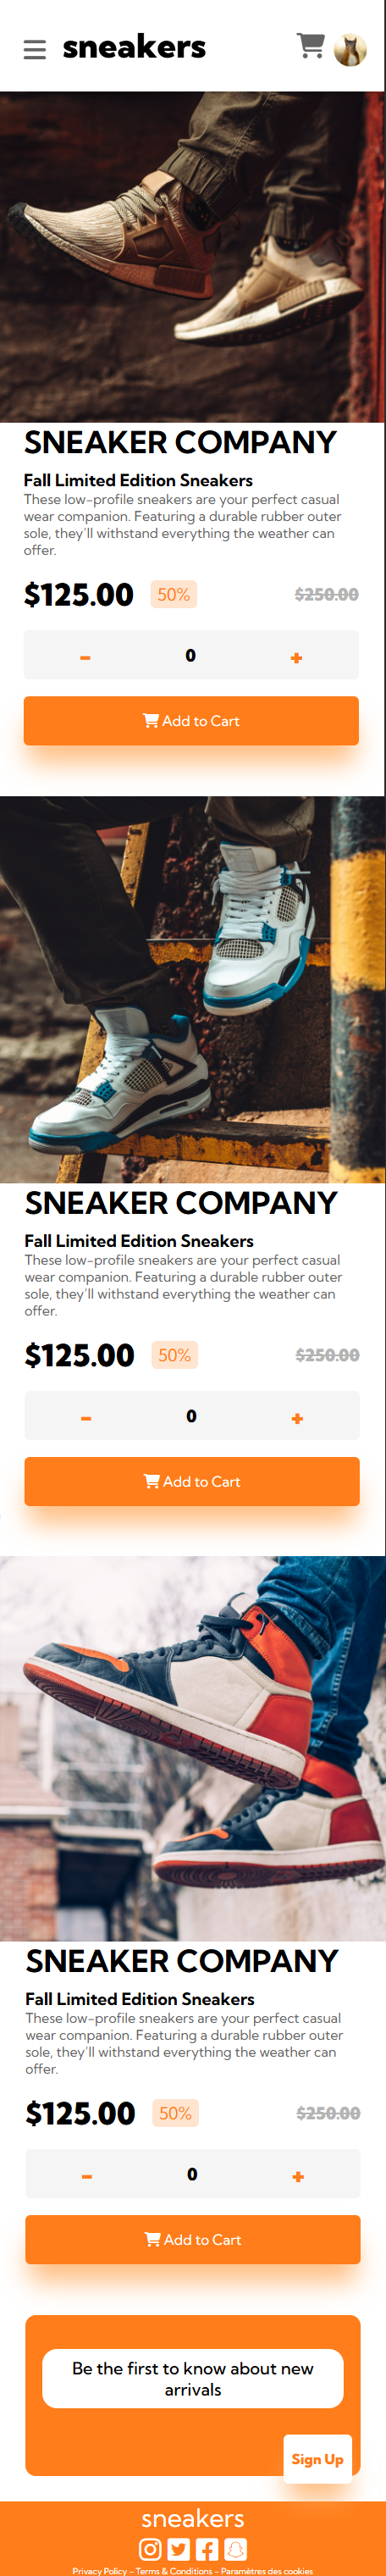 sneakers
SNEAKER COMPANY
Fall Limited Edition Sneakers
These low-profile sneakers are your perfect casual
wear companion. Featuring a durable rubber outer
sole, they'll withstand everything the weather can
offer.
$125.00 50% $250.00
- 0 +
Add to Cart
SNEAKER COMPANY
Fall Limited Edition Sneakers
These low-profile sneakers are your perfect casual
wear companion. Featuring a durable rubber outer
sole, they'll withstand everything the weather can
offer.
$125.00 50% $250.00
- 0 +
Add to Cart
SNEAKER COMPANY
Fall Limited Edition Sneakers
These low-profile sneakers are your perfect casual
wear companion. Featuring a durable rubber outer
sole, they'll withstand everything the weather can
offer.
$125.00 50% $250.00
- 0 +
Add to Cart
Be the first to know about new
arrivals
Sign Up
sneakers
Privacy Policy - Terms & Conditions - Paramètres des cookies